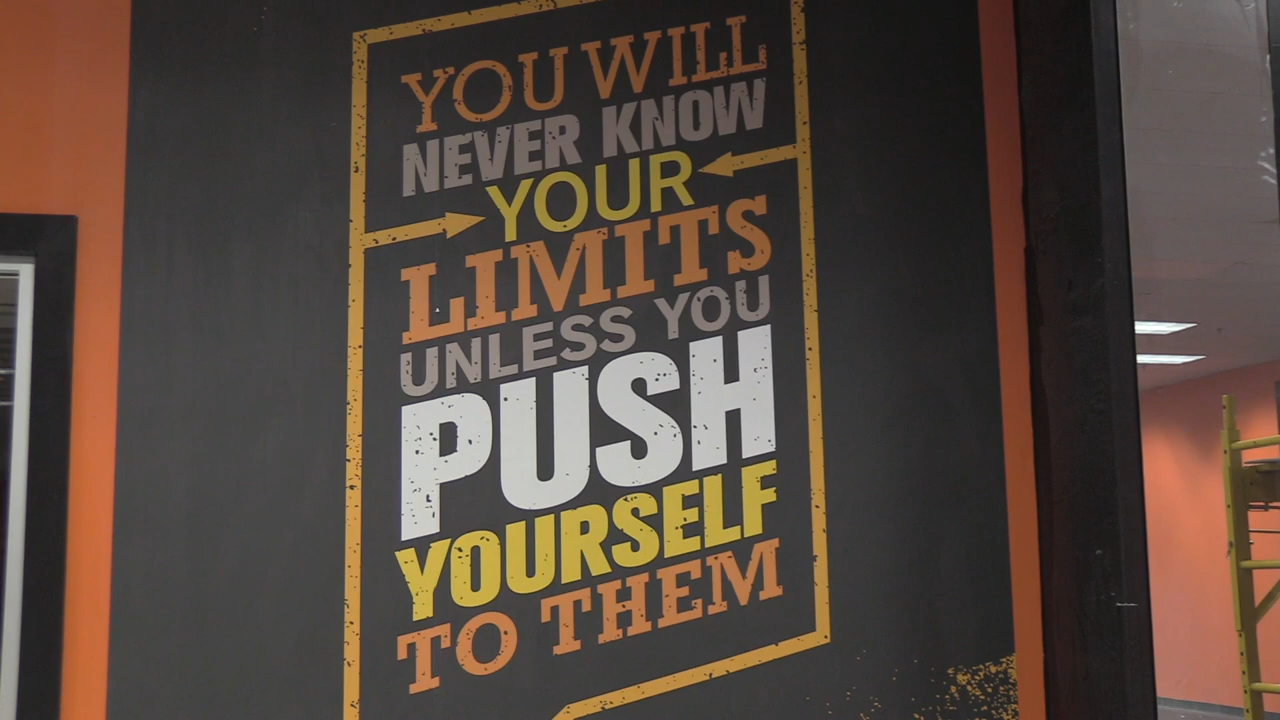 YOU WILL
NEVER KNOW
YOUR
LIMITS
UNLESS YOU
PUSH
YOURSELF
TO THEM